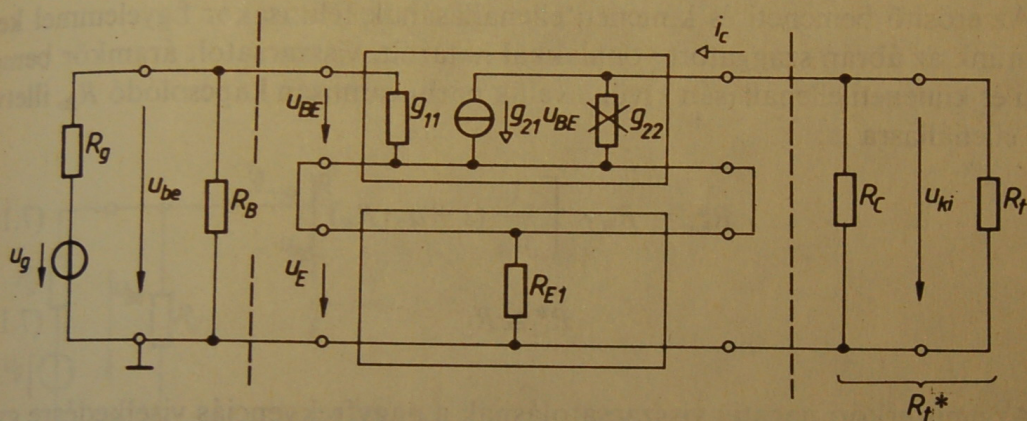 i_c
u_BE
g_11
g_21 u_BE
g_22
R_g
u_be
R_B
R_C
u_ki
R_t
u_g
u_E
R_E1
R_t*